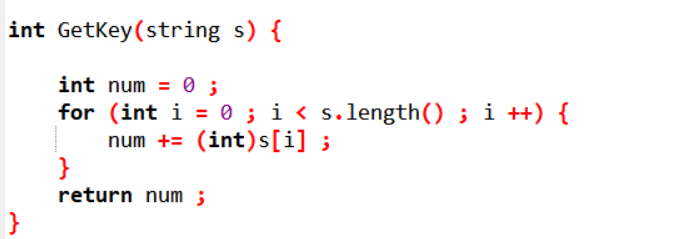 int GetKey(string s) {
int num = 0 ;
for (int i = 0 ; i < s.length() ; i ++) {
num += (int)s[i] ;
}
return num ;
}